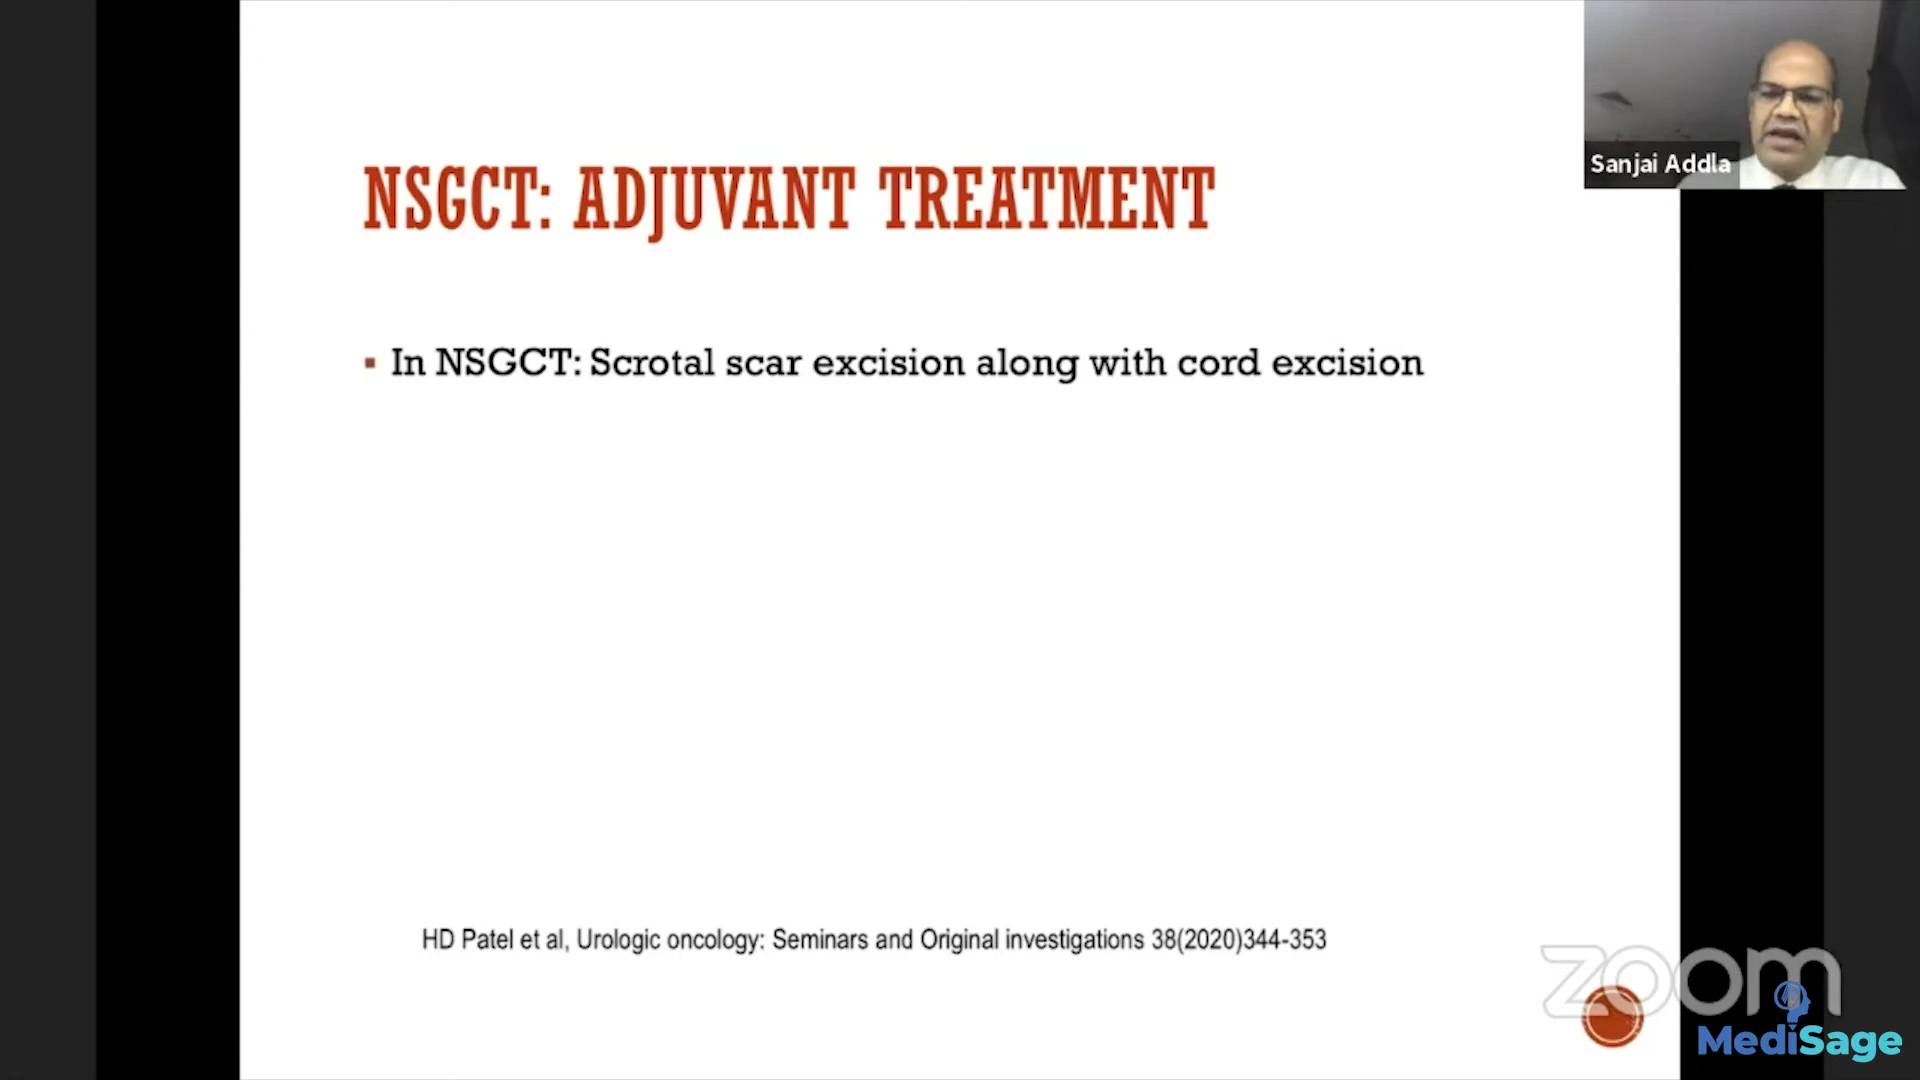 Sanjai Addla
NSGCT: ADJUVANT TREATMENT
In NSGCT: Scrotal scar excision along with cord excision
HD Patel et al, Urologic oncology: Seminars and Original investigations 38(2020)344-353
zoom
MediSage